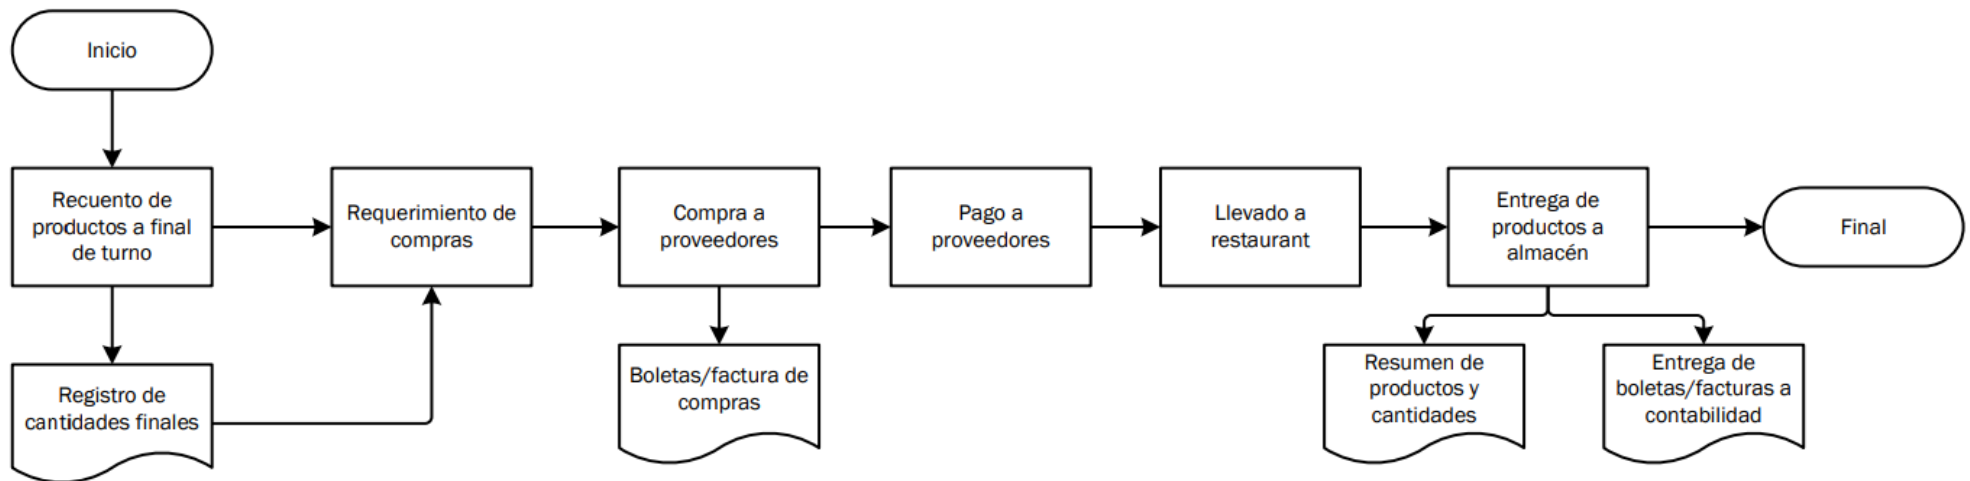 Inicio
Recuento de
productos a final
de turno
Requerimiento de
compras
Compra a
proveedores
Pago a
proveedores
Llevado a
restaurant
Entrega de
productos a
almacén
Final
Registro de
cantidades finales
Boletas/factura de
compras
Resumen de
productos y
cantidades
Entrega de
boletas/facturas a
contabilidad